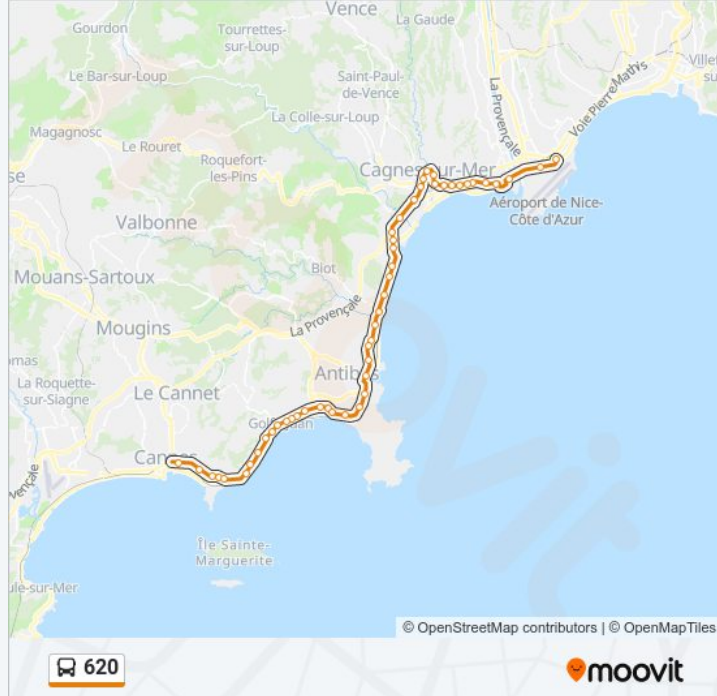 Vence
Gourdon
La Gaude
Tourrettes-
sur-Loup
Le Bar-sur-Loup
Saint-Paul-
de-Vence
La Provençale
Voie Pierre Mathis
La Colle-sur-Loup
Magagnosc
Le Rouret
Roquefort-
les-Pins
Cagnes-sur-Mer
Aéroport de Nice-
Côte d'Azur
Valbonne
Biot
Mouans-Sartoux
La Provençale
Mougins
Antibes
La Roquette-
sur-Siagne
Le Cannet
Cannes
Île Sainte-
Marguerite
ule-sur-Mer
© OpenStreetMap contributors | © OpenMapTiles
620
moovit